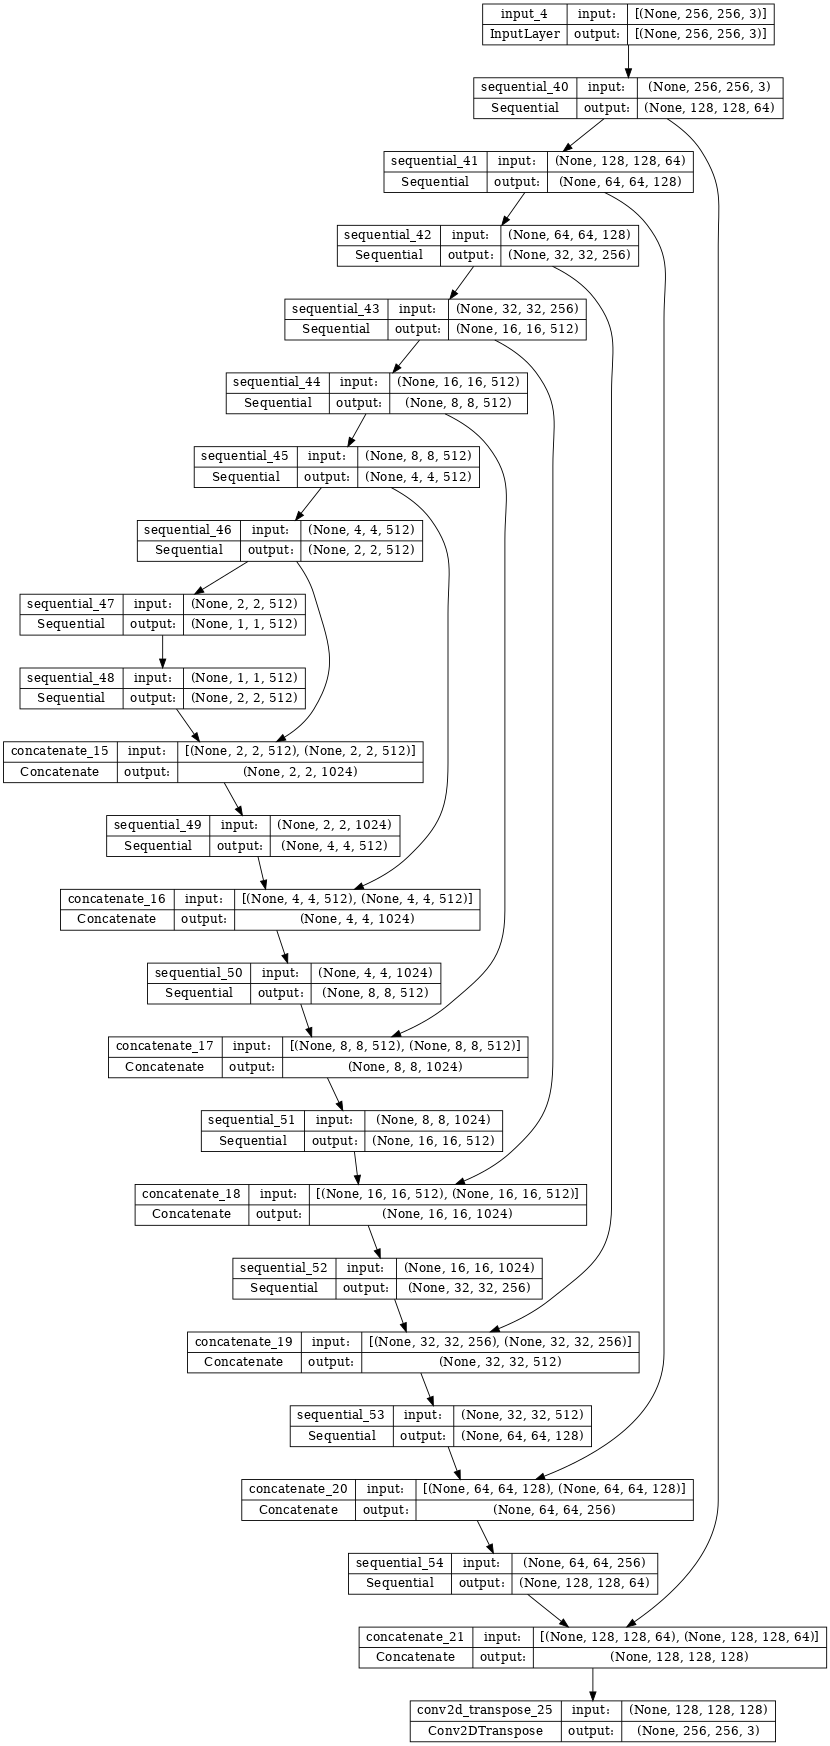 input_4 input: [(None, 256, 256, 3)]
InputLayer output: [(None, 256, 256, 3)]
sequential_40 input: (None, 256, 256, 3)
Sequential output: (None, 128, 128, 64)
sequential_41 input: (None, 128, 128, 64)
Sequential output: (None, 64, 64, 128)
sequential_42 input: (None, 64, 64, 128)
Sequential output: (None, 32, 32, 256)
sequential_43 input: (None, 32, 32, 256)
Sequential output: (None, 16, 16, 512)
sequential_44 input: (None, 16, 16, 512)
Sequential output: (None, 8, 8, 512)
sequential_45 input: (None, 8, 8, 512)
Sequential output: (None, 4, 4, 512)
sequential_46 input: (None, 4, 4, 512)
Sequential output: (None, 2, 2, 512)
sequential_47 input: (None, 2, 2, 512)
Sequential output: (None, 1, 1, 512)
sequential_48 input: (None, 1, 1, 512)
Sequential output: (None, 2, 2, 512)
concatenate_15 input: [(None, 2, 2, 512), (None, 2, 2, 512)]
Concatenate output: (None, 2, 2, 1024)
sequential_49 input: (None, 2, 2, 1024)
Sequential output: (None, 4, 4, 512)
concatenate_16 input: [(None, 4, 4, 512), (None, 4, 4, 512)]
Concatenate output: (None, 4, 4, 1024)
sequential_50 input: (None, 4, 4, 1024)
Sequential output: (None, 8, 8, 512)
concatenate_17 input: [(None, 8, 8, 512), (None, 8, 8, 512)]
Concatenate output: (None, 8, 8, 1024)
sequential_51 input: (None, 8, 8, 1024)
Sequential output: (None, 16, 16, 512)
concatenate_18 input: [(None, 16, 16, 512), (None, 16, 16, 512)]
Concatenate output: (None, 16, 16, 1024)
sequential_52 input: (None, 16, 16, 1024)
Sequential output: (None, 32, 32, 256)
concatenate_19 input: [(None, 32, 32, 256), (None, 32, 32, 256)]
Concatenate output: (None, 32, 32, 512)
sequential_53 input: (None, 32, 32, 512)
Sequential output: (None, 64, 64, 128)
concatenate_20 input: [(None, 64, 64, 128), (None, 64, 64, 128)]
Concatenate output: (None, 64, 64, 256)
sequential_54 input: (None, 64, 64, 256)
Sequential output: (None, 128, 128, 64)
concatenate_21 input: [(None, 128, 128, 64), (None, 128, 128, 64)]
Concatenate output: (None, 128, 128, 128)
conv2d_transpose_25 input: (None, 128, 128, 128)
Conv2DTranspose output: (None, 256, 256, 3)